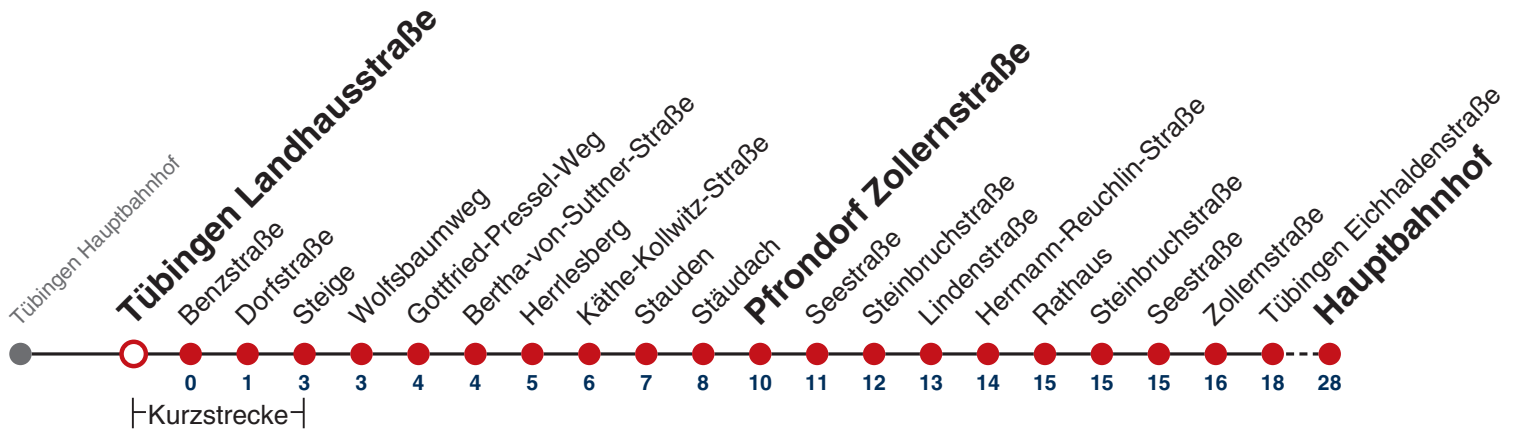 Tübingen Hauptbahnhof
Tübingen Landhausstraße
Benzstraße
Dorfstraße
Steige
Wolfsbaumweg
Gottfried-Pressel-Weg
Bertha-von-Suttner-Straße
Herrlesberg
Käthe-Kollwitz-Straße
Stauden
Stäudach
Pfrondorf Zollernstraße
Seestraße
Steinbruchstraße
Lindenstraße
Hermann-Reuchlin-Straße
Rathaus
Steinbruchstraße
Seestraße
Zollernstraße
Tübingen Eichhaldenstraße
Hauptbahnhof
0 1 3 3 4 4 5 6 7 8 10 11 12 13 14 15 15 15 16 18 28
Kurzstrecke